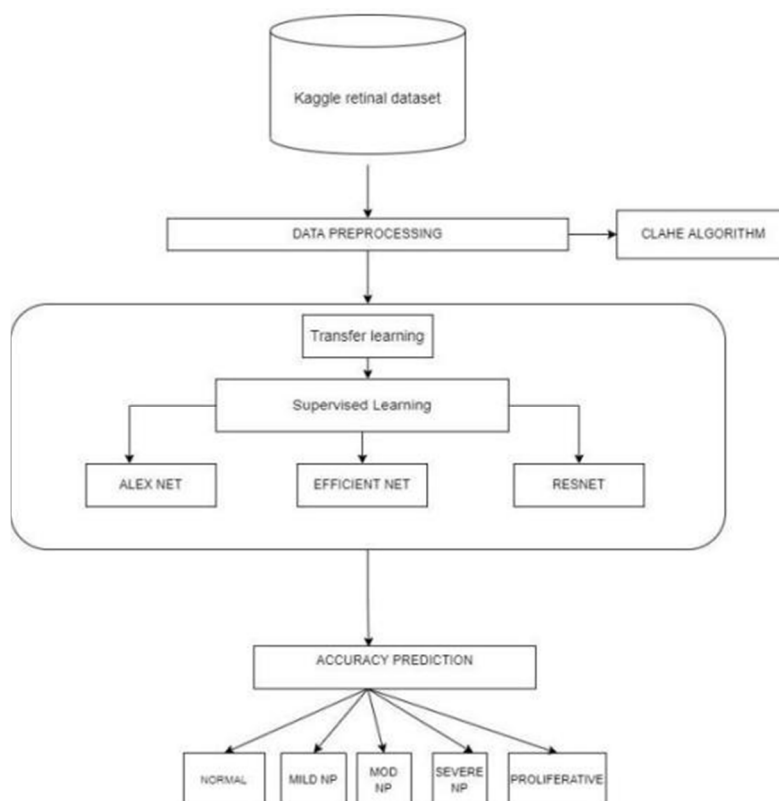 Kaggle retinal dataset
DATA PREPROCESSING
CLAHE ALGORITHM
Transfer learning
Supervised Learning
ALEX NET
EFFICIENT NET
RESNET
ACCURACY PREDICTION
NORMAL
MILD NP
MOD
NP
SEVERE
NP
PROLIFERATIVE